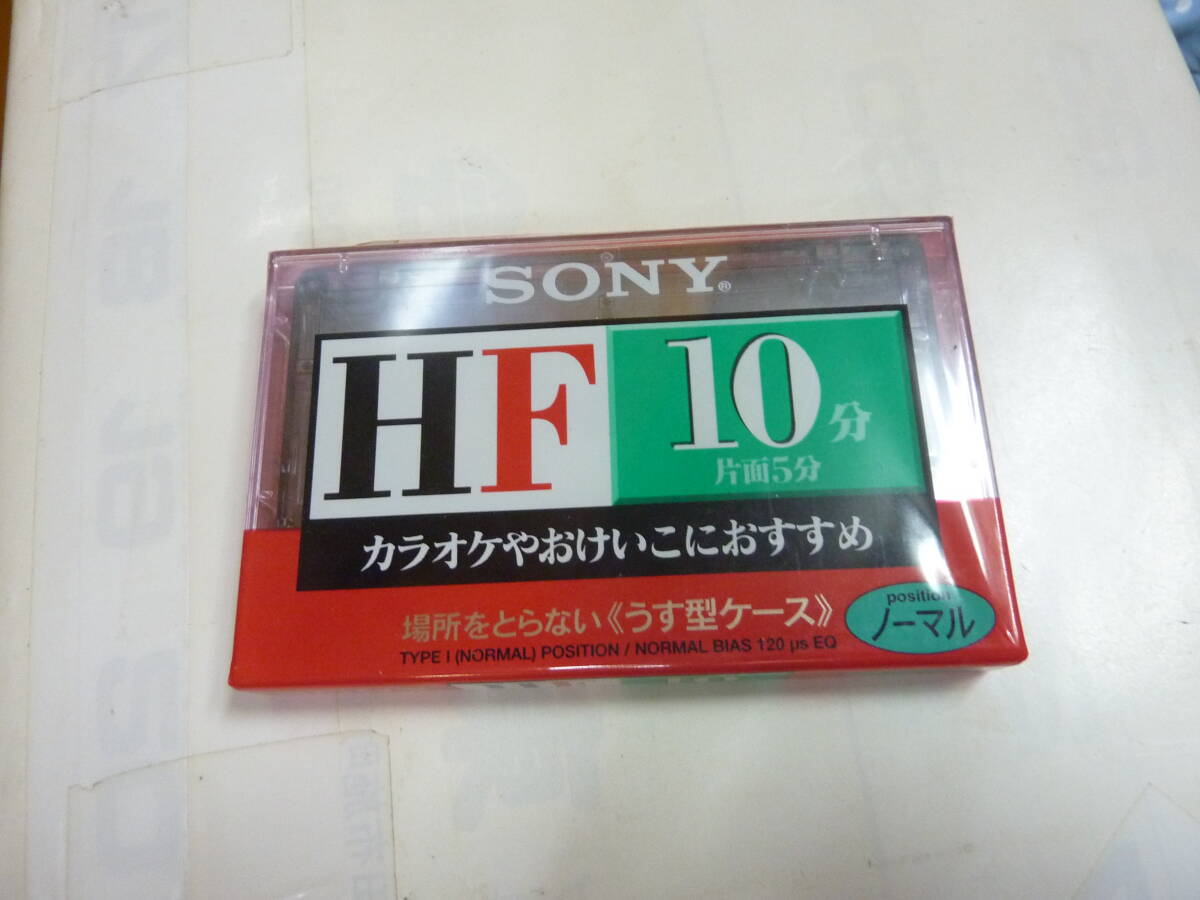 SONY®
HF
10分
片面5分
カラオケやおけいこにおすすめ
場所をとらない《うす型ケース》
TYPE I (NORMAL) POSITION / NORMAL BIAS 120 μs EQ
position
ノーマル